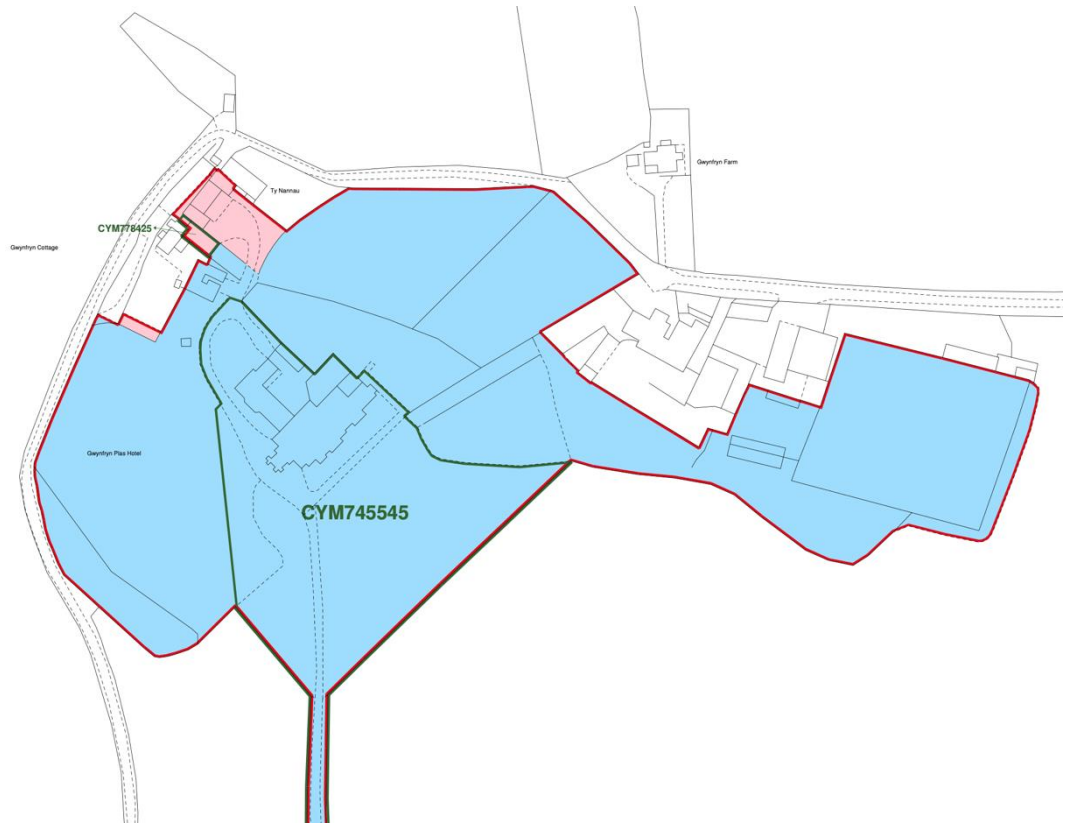 Gwynfryn Farm
Ty Nannau
CYM778425
Gwynfryn Cottage
Gwynfryn Plas Hotel
CYM745545